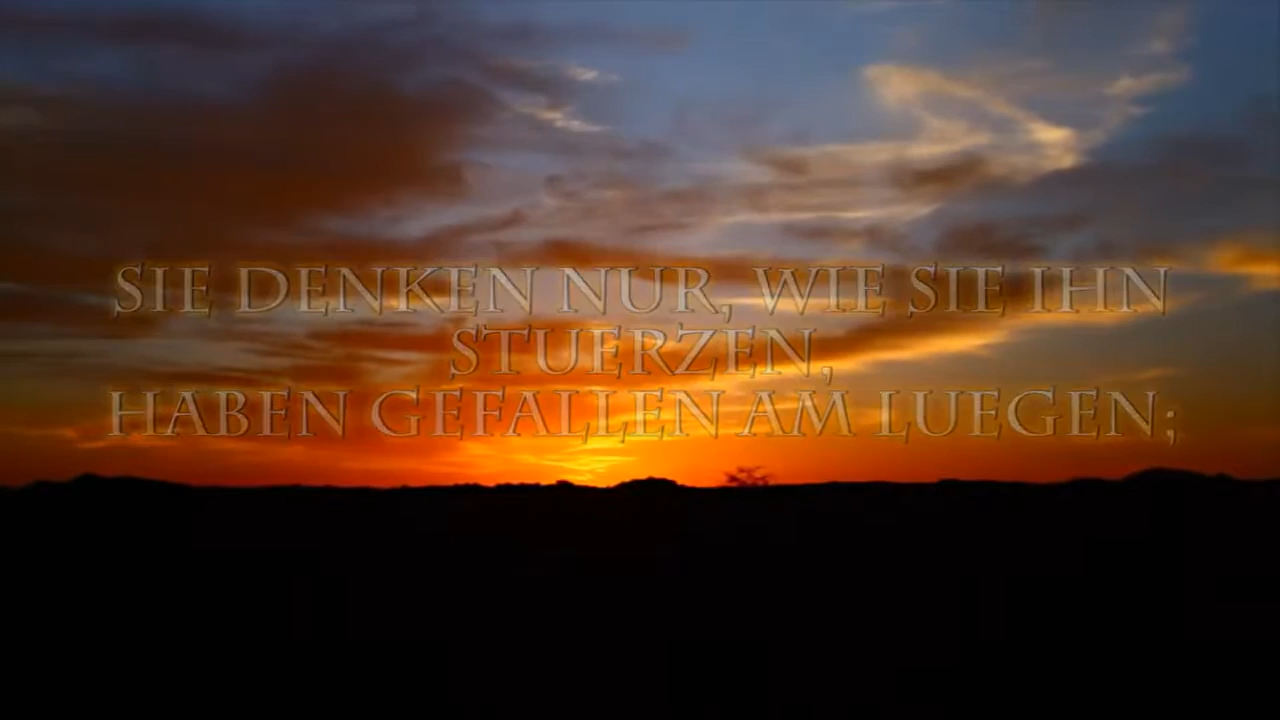 SIE DENKEN NUR, WIE SIE IHN
STUERZEN,
HABEN GEFALLEN AM LUEGEN;